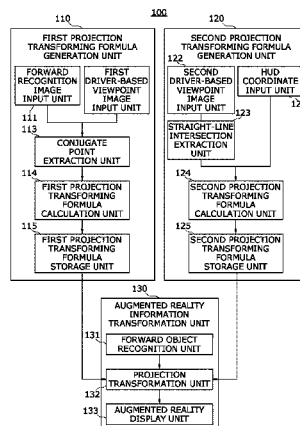 100
110
FIRST PROJECTION
TRANSFORMING FORMULA
GENERATION UNIT
FORWARD
RECOGNITION
IMAGE
INPUT UNIT
111
FIRST
DRIVER-BASED
VIEWPOINT IMAGE
INPUT UNIT
113
CONJUGATE
POINT EXTRACTION UNIT
114
FIRST PROJECTION
TRANSFORMING
FORMULA
CALCULATION UNIT
115
FIRST PROJECTION
TRANSFORMING
FORMULA
STORAGE UNIT
120
SECOND PROJECTION
TRANSFORMING FORMULA
GENERATION UNIT
122
SECOND
DRIVER-BASED
VIEWPOINT IMAGE
INPUT UNIT
HUD
COORDINATE
INPUT UNIT
123
STRAIGHT-LINE
INTERSECTION
EXTRACTION
UNIT
124
SECOND PROJECTION
TRANSFORMING
FORMULA
CALCULATION UNIT
125
SECOND PROJECTION
TRANSFORMING
FORMULA
STORAGE UNIT
130
AUGMENTED REALITY
INFORMATION
TRANSFORMATION UNIT
131
FORWARD OBJECT
RECOGNITION UNIT
PROJECTION
TRANSFORMATION UNIT
132
AUGMENTED REALITY
DISPLAY UNIT
133